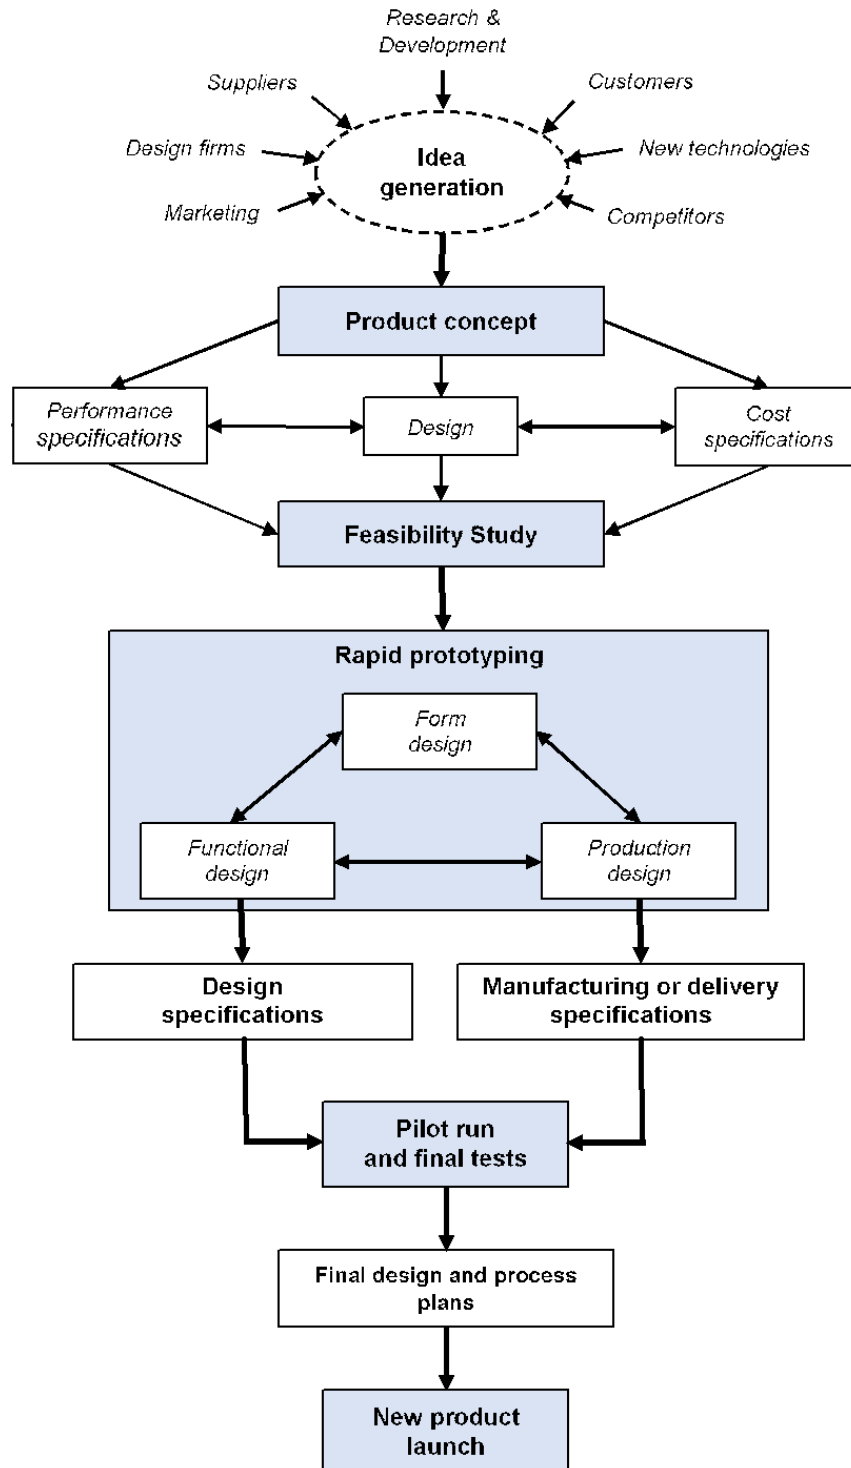 Research &
Development
Suppliers
Customers
Design firms
Idea
generation
New technologies
Marketing
Competitors
Product concept
Performance
specifications
Design
Cost
specifications
Feasibility Study
Rapid prototyping
Form
design
Functional
design
Production
design
Design
specifications
Manufacturing or delivery
specifications
Pilot run
and final tests
Final design and process
plans
New product
launch